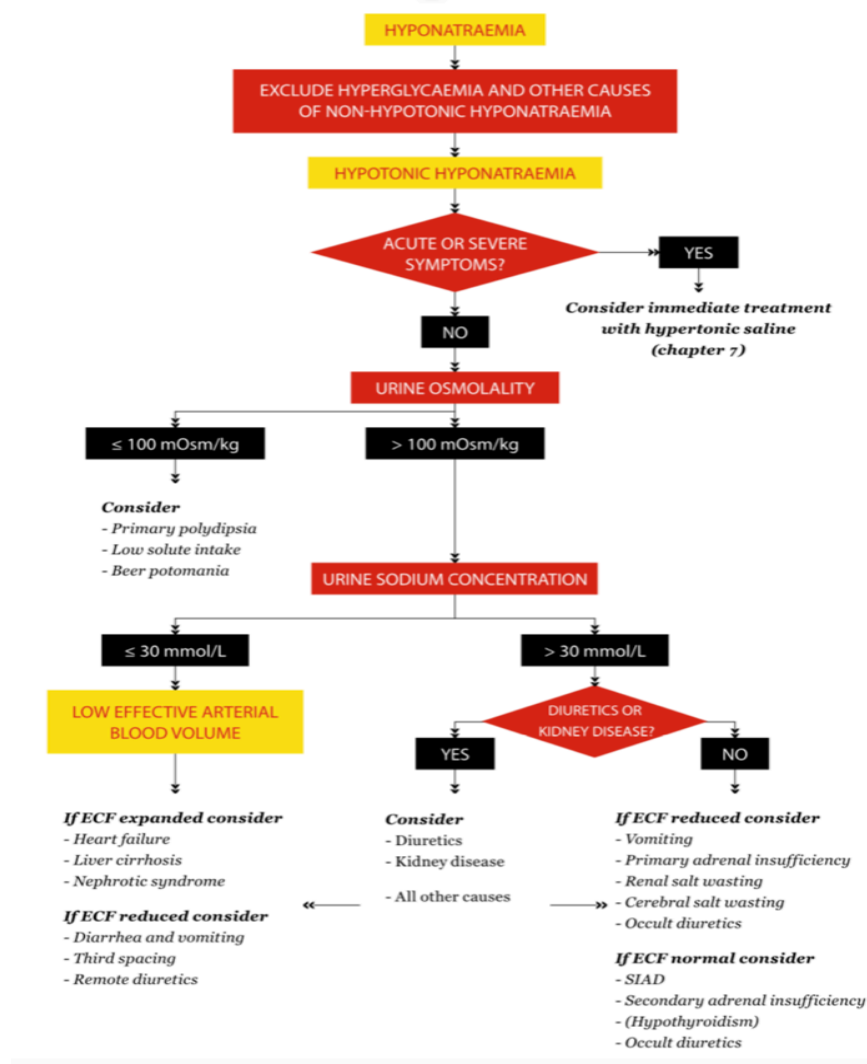 HYPONATRAEMIA
EXCLUDE HYPERGLYCAEMIA AND OTHER CAUSES
OF NON-HYPOTONIC HYPONATRAEMIA
HYPOTONIC HYPONATRAEMIA
ACUTE OR SEVERE
SYMPTOMS?
YES
Consider immediate treatment
with hypertonic saline
(chapter 7)
NO
URINE OSMOLALITY
≤ 100 mOsm/kg
> 100 mOsm/kg
Consider
- Primary polydipsia
- Low solute intake
- Beer potomania
URINE SODIUM CONCENTRATION
≤ 30 mmol/L
> 30 mmol/L
LOW EFFECTIVE ARTERIAL
BLOOD VOLUME
DIURETICS OR
KIDNEY DISEASE?
YES
NO
If ECF expanded consider
- Heart failure
- Liver cirrhosis
- Nephrotic syndrome
If ECF reduced consider
- Diarrhea and vomiting
- Third spacing
- Remote diuretics
Consider
- Diuretics
- Kidney disease
- All other causes
If ECF reduced consider
- Vomiting
- Primary adrenal insufficiency
- Renal salt wasting
- Cerebral salt wasting
- Occult diuretics
If ECF normal consider
- SIAD
- Secondary adrenal insufficiency
- (Hypothyroidism)
- Occult diuretics